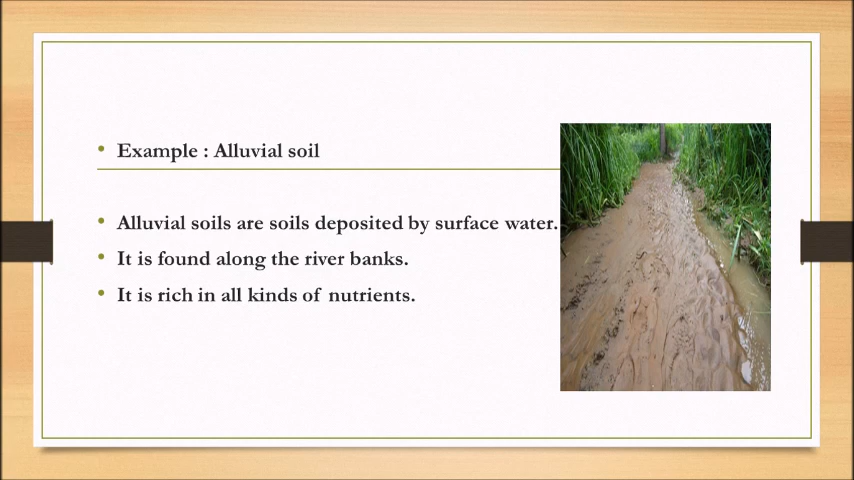 Example : Alluvial soil
Alluvial soils are soils deposited by surface water.
It is found along the river banks.
It is rich in all kinds of nutrients.